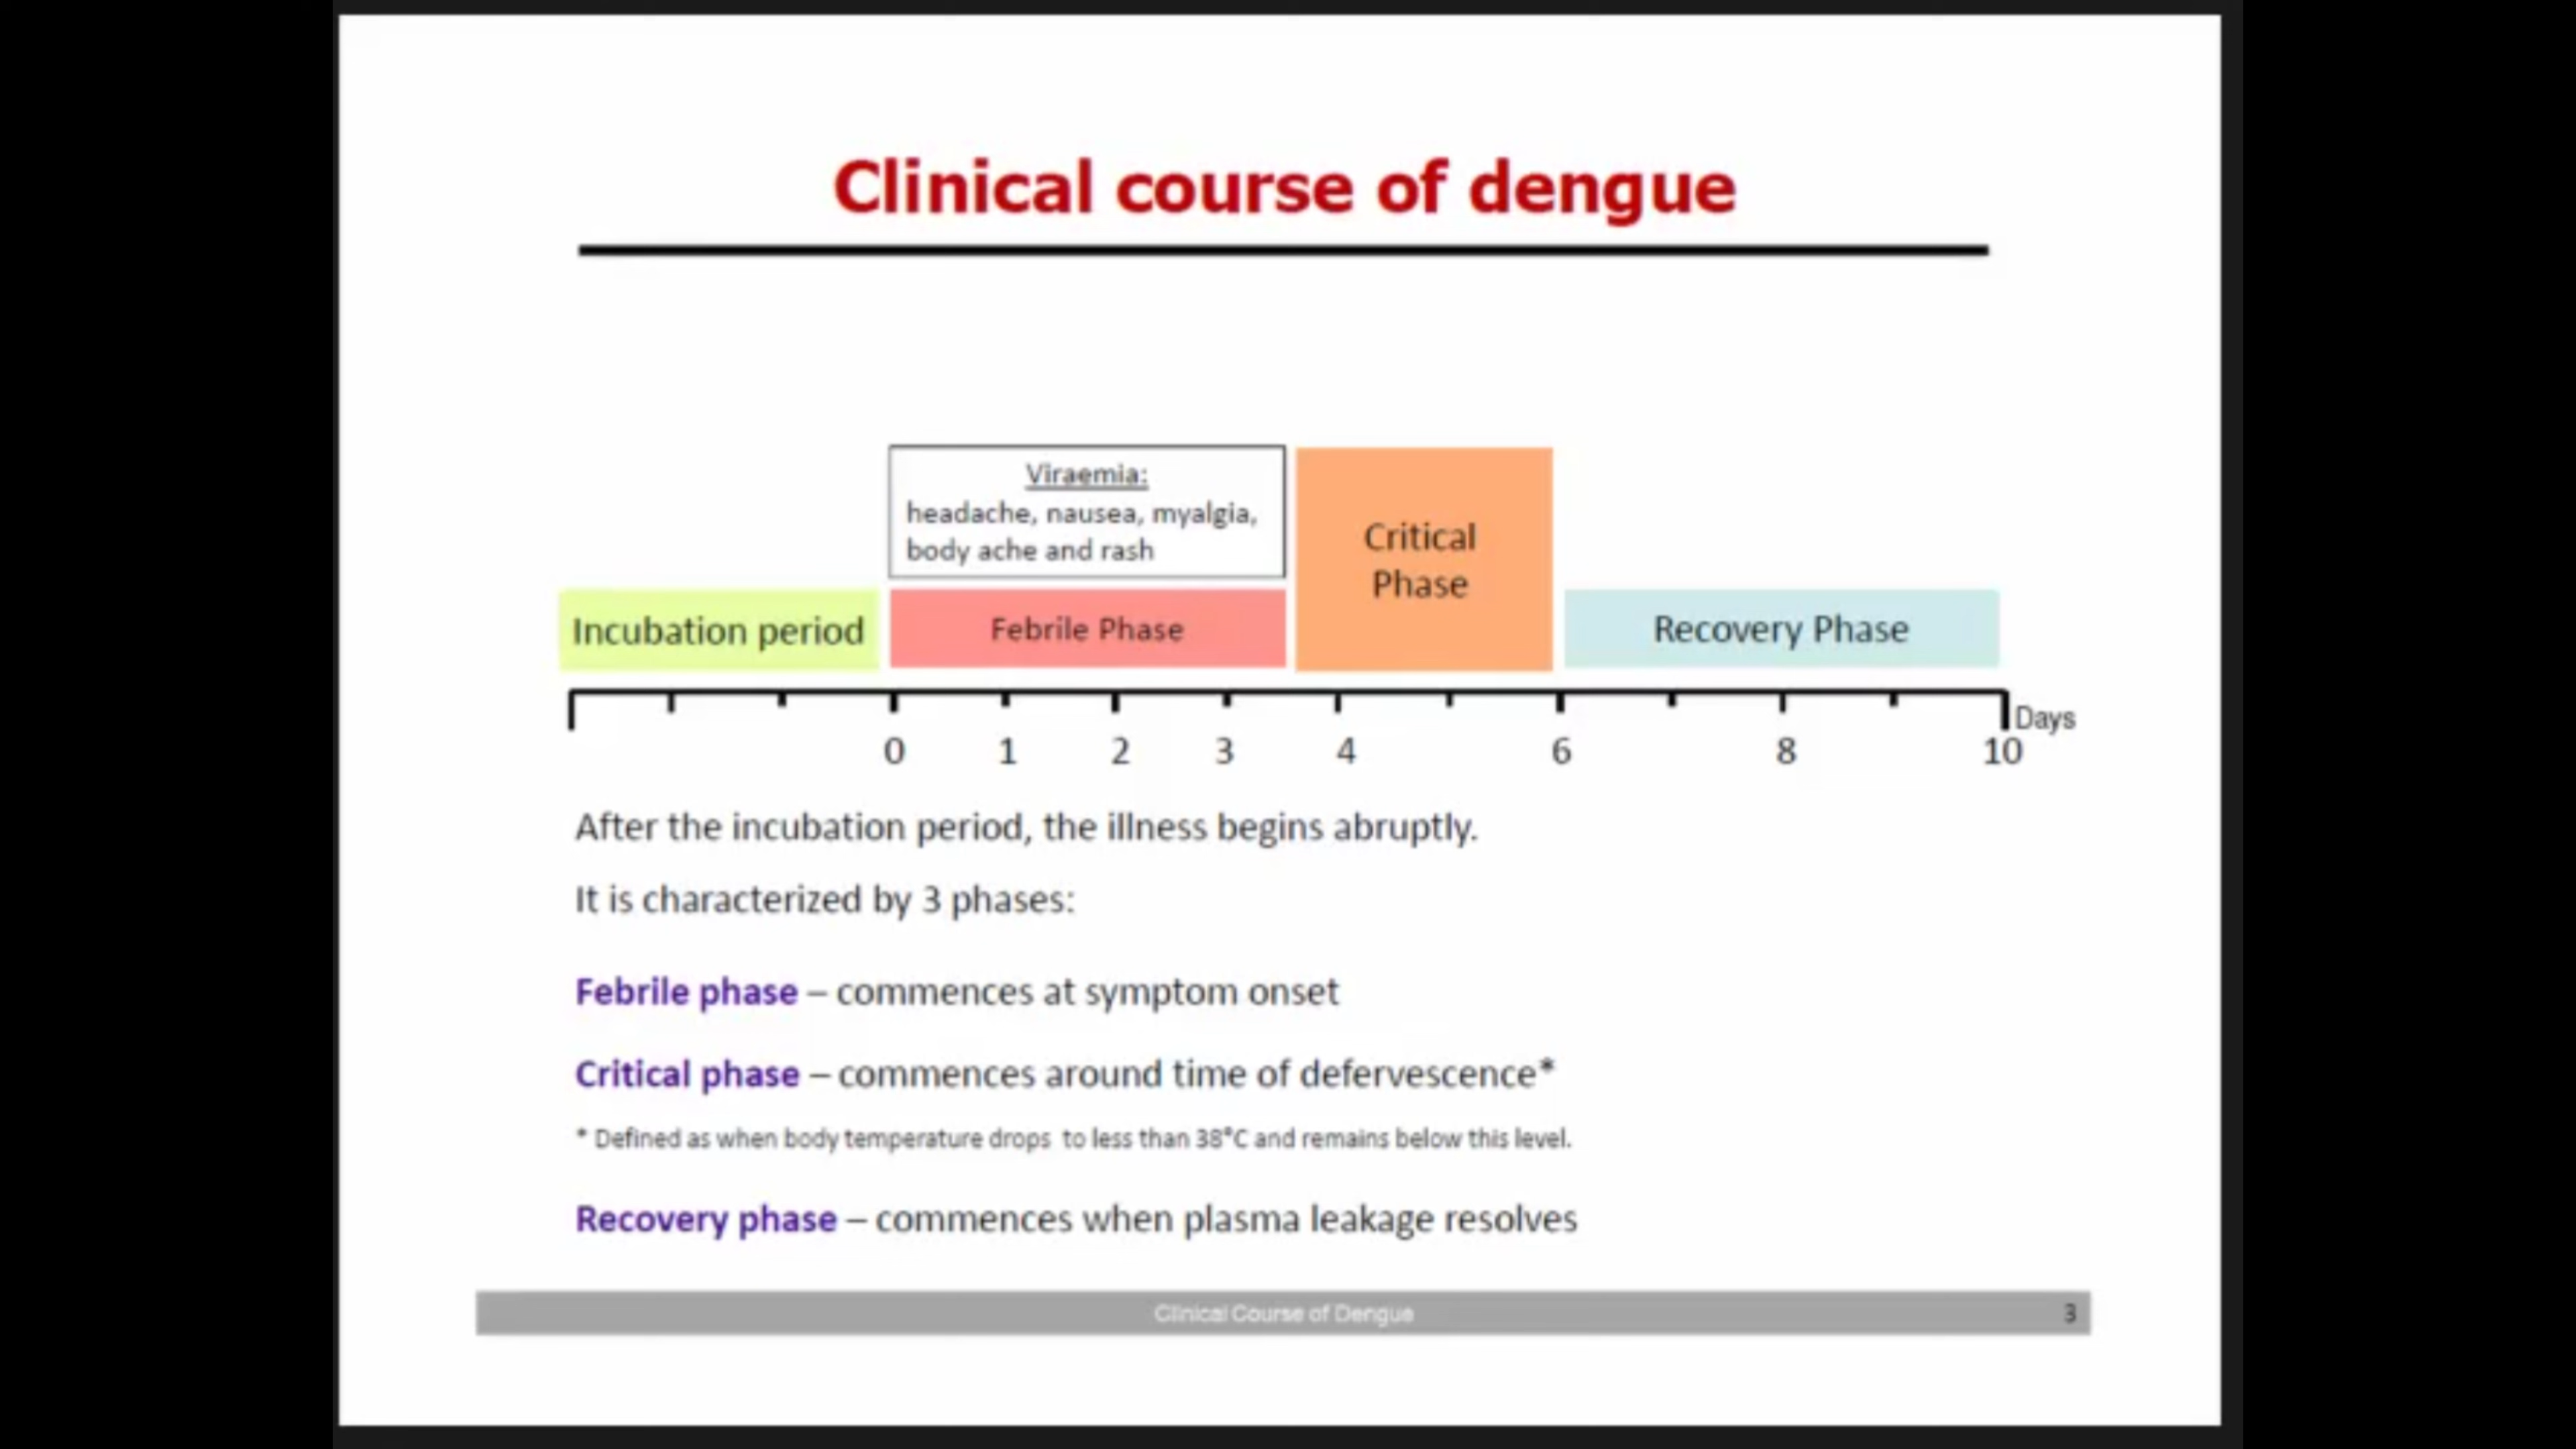 Clinical course of dengue
Viraemia:
headache, nausea, myalgia,
body ache and rash
Critical
Phase
Incubation period
Febrile Phase
Recovery Phase
Days
0 1 2 3 4 6 8 10
After the incubation period, the illness begins abruptly.
It is characterized by 3 phases:
Febrile phase – commences at symptom onset
Critical phase – commences around time of defervescence*
* Defined as when body temperature drops to less than 38°C and remains below this level.
Recovery phase – commences when plasma leakage resolves
Clinical Course of Dengue
3